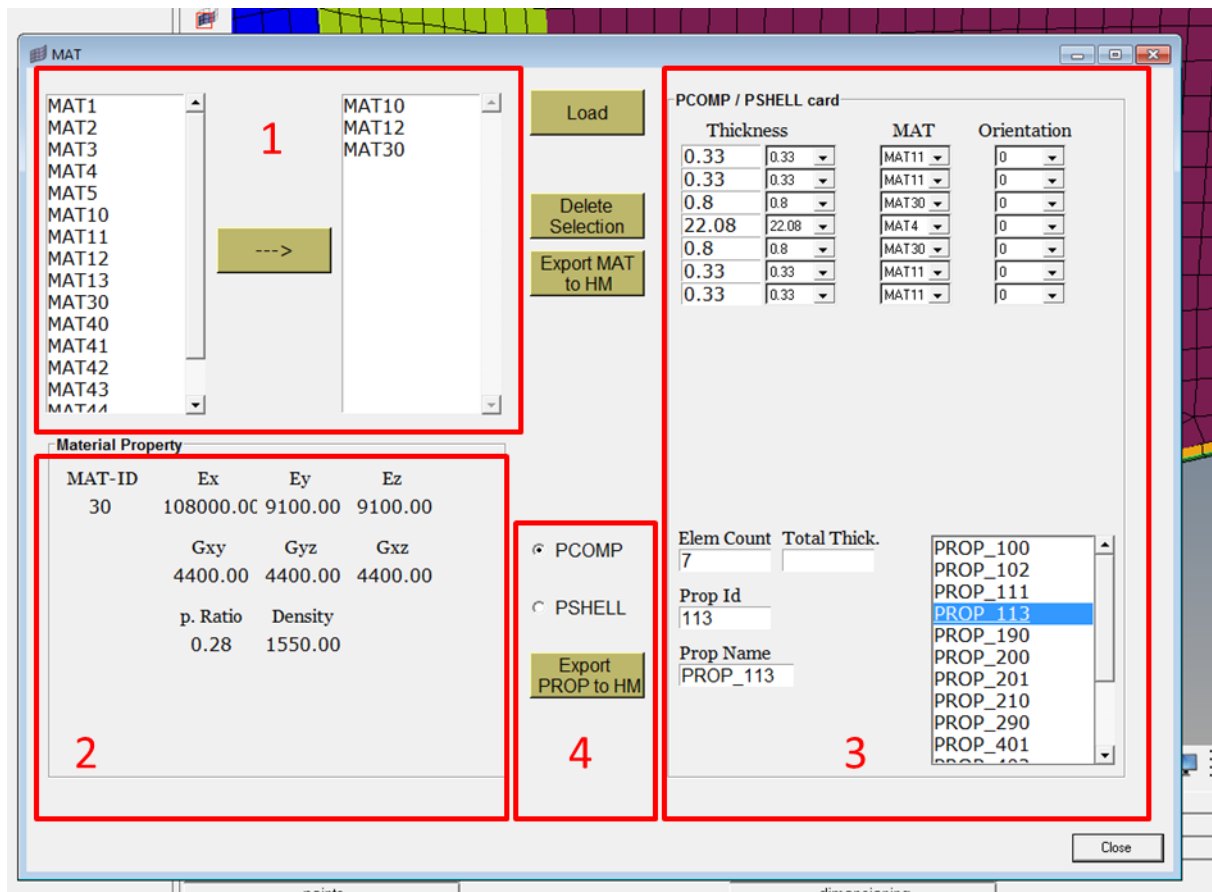 MAT
MAT1
MAT2
MAT3
MAT4
MAT5
MAT10
MAT11
MAT12
MAT13
MAT30
MAT40
MAT41
MAT42
MAT43
MAT44
1
--->
MAT10
MAT12
MAT30
Load
Delete
Selection
Export MAT
to HM
Material Property
MAT-ID Ex Ey Ez
30 108000.0 9100.00 9100.00
Gxy Gyz Gxz
4400.00 4400.00 4400.00
p. Ratio Density
0.28 1550.00
2
PCOMP
PSHELL
Export
PROP to HM
4
PCOMP / PSHELL card
Thickness MAT Orientation
0.33 0.33 MAT11 0
0.33 0.33 MAT11 0
0.8 0.8 MAT30 0
22.08 22.08 MAT4 0
0.8 0.8 MAT30 0
0.33 0.33 MAT11 0
0.33 0.33 MAT11 0
Elem Count Total Thick.
7
Prop Id
113
Prop Name
PROP_113
3
PROP_100
PROP_102
PROP_111
PROP_113
PROP_190
PROP_200
PROP_201
PROP_210
PROP_290
PROP_401
Close